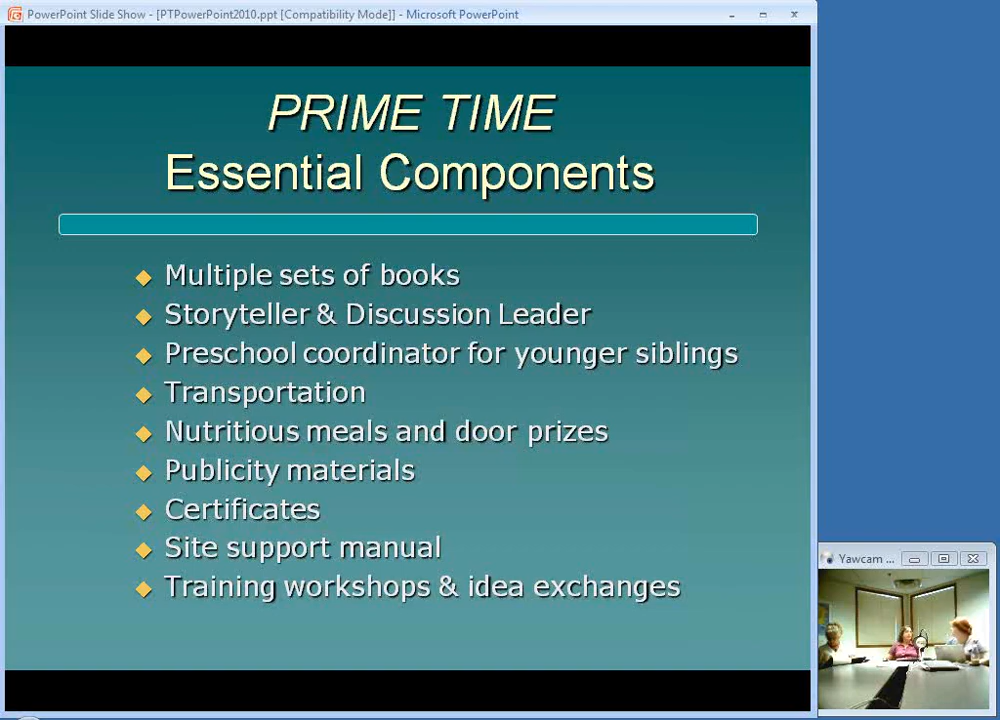 PowerPoint Slide Show - [PTPowerPoint2010.ppt [Compatibility Mode]] - Microsoft PowerPoint
PRIME TIME
Essential Components
Multiple sets of books
Storyteller & Discussion Leader
Preschool coordinator for younger siblings
Transportation
Nutritious meals and door prizes
Publicity materials
Certificates
Site support manual
Training workshops & idea exchanges
Yawcam ...